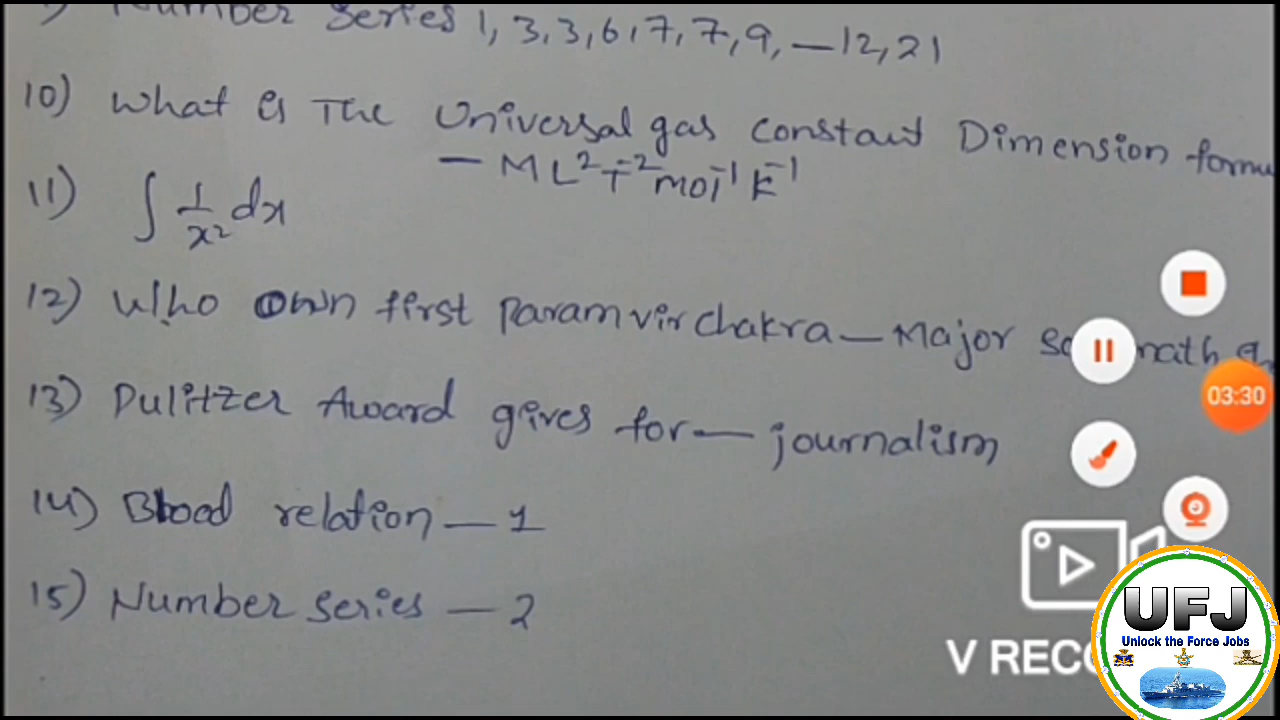 Number series 1, 3, 3, 6, 7, 7, 9, — 12, 21
10) What is The Universal gas constant Dimension
— ML²T⁻²mol⁻¹K⁻¹
11) ∫ 1/x² dx
12) Who own first Paramvir chakra — Major
13) Pulitzer Award gives for — journalism
14) Blood relation — 1
15) Number series — 2
03:30
V REC
UFJ
Unlock the Force Jobs